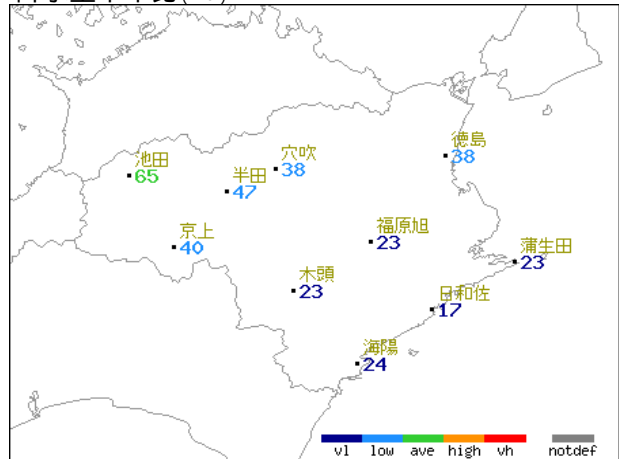 徳島
38
池田
65
穴吹
38
半田
47
京上
40
福原旭
23
蒲生田
23
木頭
23
日和佐
17
海陽
24
vl low ave high vh notdef